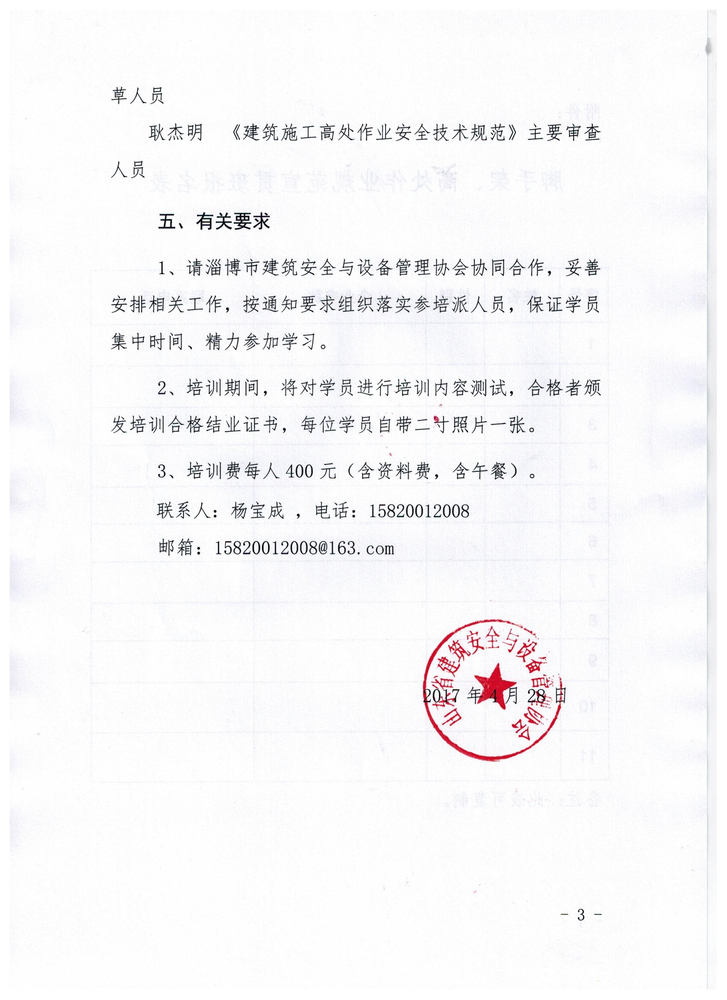 草人员
耿杰明 《建筑施工高处作业安全技术规范》主要审查
人员
五、有关要求
1、请淄博市建筑安全与设备管理协会协同合作，妥善
安排相关工作，按通知要求组织落实参培派人员，保证学员
集中时间、精力参加学习。
2、培训期间，将对学员进行培训内容测试，合格者颁
发培训合格结业证书，每位学员自带二寸照片一张。
3、培训费每人 400 元（含资料费，含午餐）。
联系人：杨宝成 ，电话：15820012008
邮箱：15820012008@163.com
山东省建筑安全与设备管理协会
2017 年 4 月 28 日
- 3 -